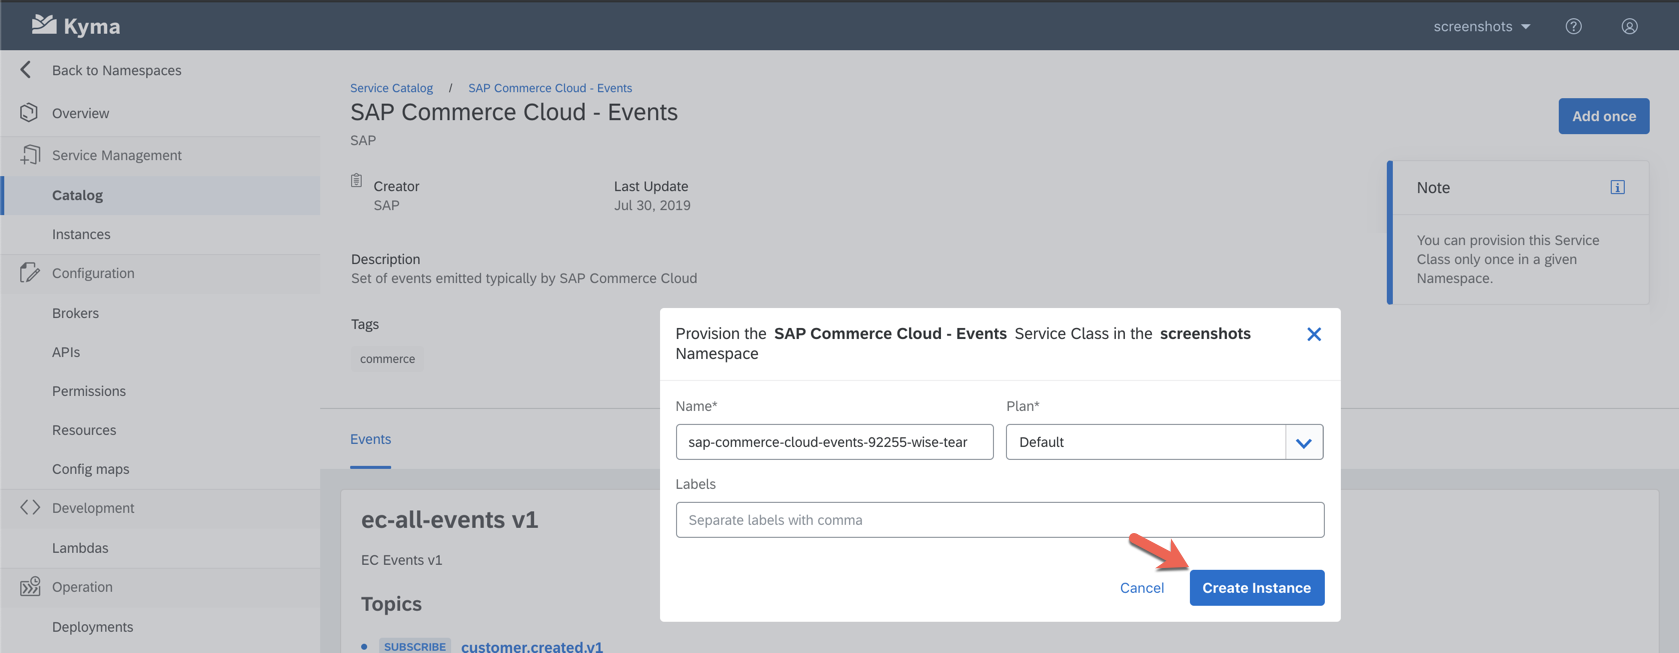 Kyma
screenshots
Back to Namespaces
Overview
Service Management
Catalog
Instances
Configuration
Brokers
APIs
Permissions
Resources
Config maps
Development
Lambdas
Operation
Deployments
Service Catalog / SAP Commerce Cloud - Events
SAP Commerce Cloud - Events
SAP
Add once
Creator
SAP
Last Update
Jul 30, 2019
Description
Set of events emitted typically by SAP Commerce Cloud
Tags
commerce
Note
You can provision this Service
Class only once in a given
Namespace.
Events
ec-all-events v1
EC Events v1
Topics
SUBSCRIBE customer.created.v1
Provision the SAP Commerce Cloud - Events Service Class in the screenshots
Namespace
Name*
sap-commerce-cloud-events-92255-wise-tear
Plan*
Default
Labels
Separate labels with comma
Cancel
Create Instance